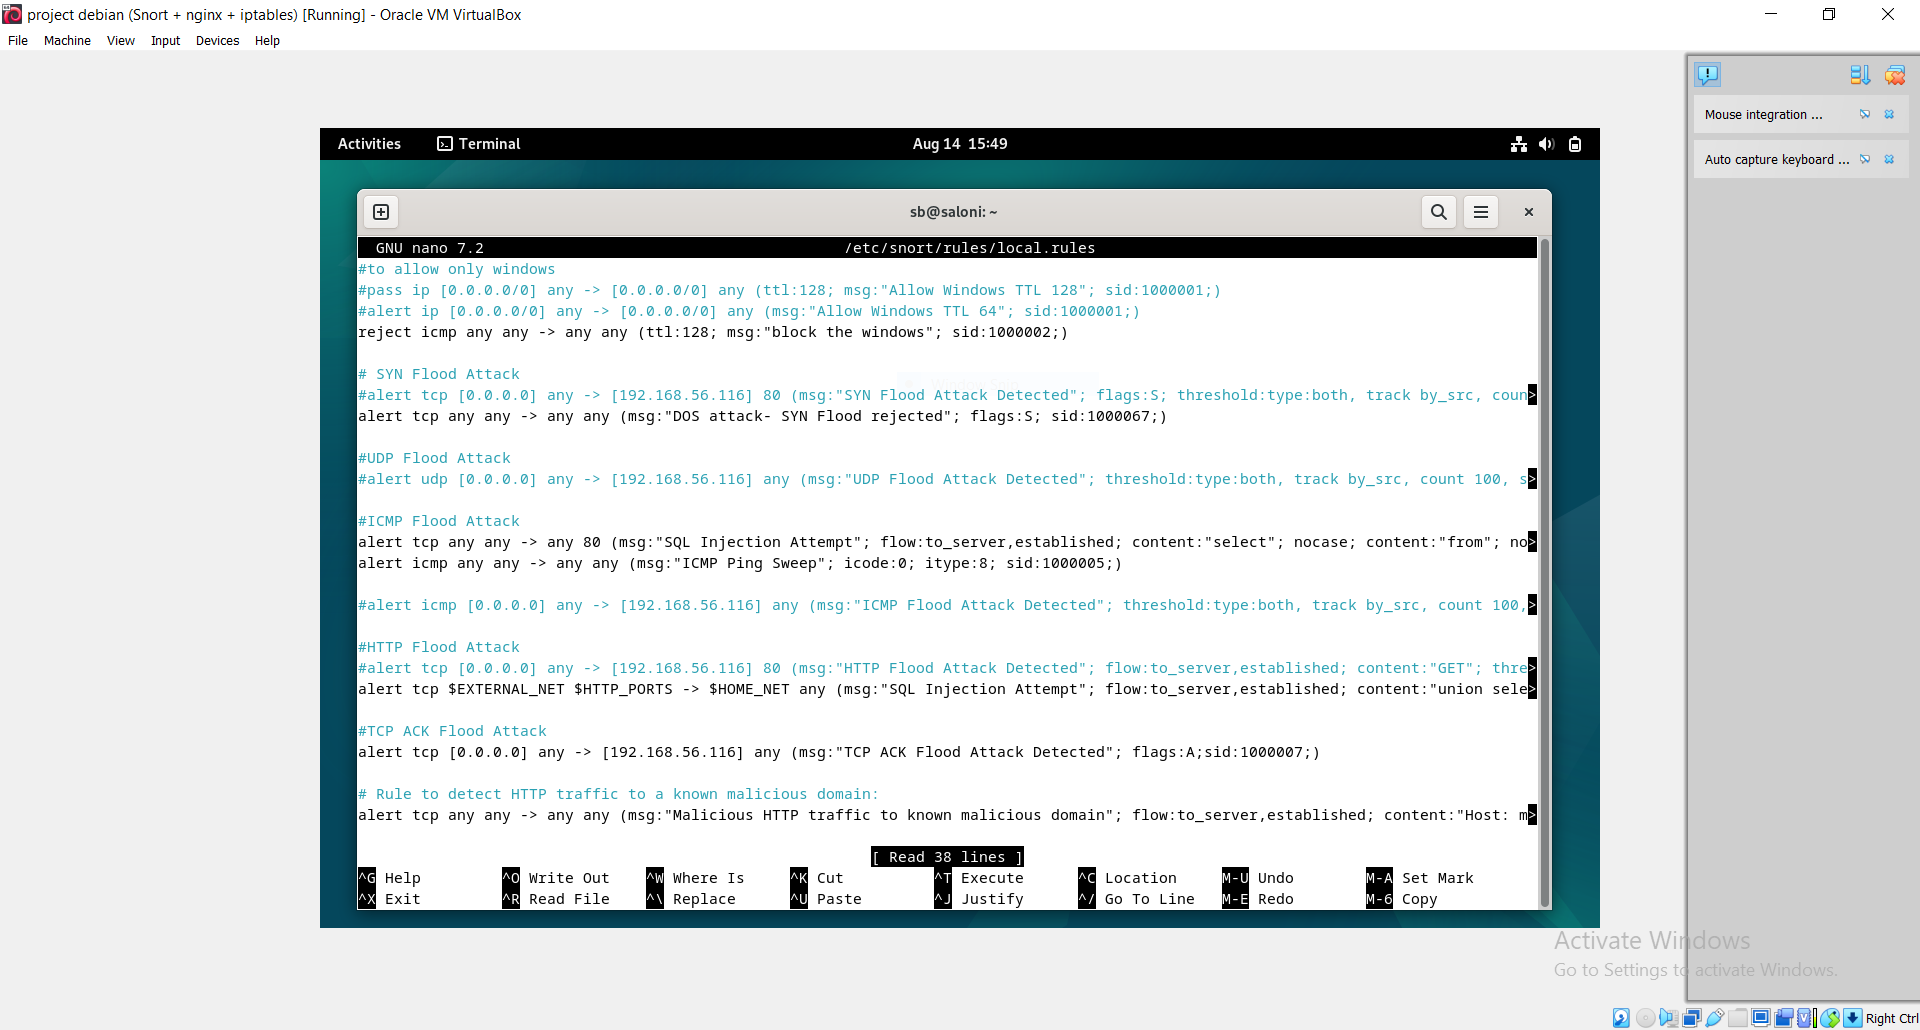 project debian (Snort + nginx + iptables) [Running] - Oracle VM VirtualBox
File Machine View Input Devices Help
Mouse integration ...
Auto capture keyboard ...
Activities Terminal Aug 14 15:49
sb@saloni: ~
GNU nano 7.2 /etc/snort/rules/local.rules
#to allow only windows
#pass ip [0.0.0.0/0] any -> [0.0.0.0/0] any (ttl:128; msg:"Allow Windows TTL 128"; sid:1000001;)
#alert ip [0.0.0.0/0] any -> [0.0.0.0/0] any (msg:"Allow Windows TTL 64"; sid:1000001;)
reject icmp any any -> any any (ttl:128; msg:"block the windows"; sid:1000002;)
# SYN Flood Attack
#alert tcp [0.0.0.0] any -> [192.168.56.116] 80 (msg:"SYN Flood Attack Detected"; flags:S; threshold:type:both, track by_src, coun>
alert tcp any any -> any any (msg:"DOS attack- SYN Flood rejected"; flags:S; sid:1000067;)
#UDP Flood Attack
#alert udp [0.0.0.0] any -> [192.168.56.116] any (msg:"UDP Flood Attack Detected"; threshold:type:both, track by_src, count 100, s>
#ICMP Flood Attack
alert tcp any any -> any 80 (msg:"SQL Injection Attempt"; flow:to_server,established; content:"select"; nocase; content:"from"; no>
alert icmp any any -> any any (msg:"ICMP Ping Sweep"; icode:0; itype:8; sid:1000005;)
#alert icmp [0.0.0.0] any -> [192.168.56.116] any (msg:"ICMP Flood Attack Detected"; threshold:type:both, track by_src, count 100,>
#HTTP Flood Attack
#alert tcp [0.0.0.0] any -> [192.168.56.116] 80 (msg:"HTTP Flood Attack Detected"; flow:to_server,established; content:"GET"; thre>
alert tcp $EXTERNAL_NET $HTTP_PORTS -> $HOME_NET any (msg:"SQL Injection Attempt"; flow:to_server,established; content:"union sele>
#TCP ACK Flood Attack
alert tcp [0.0.0.0] any -> [192.168.56.116] any (msg:"TCP ACK Flood Attack Detected"; flags:A;sid:1000007;)
# Rule to detect HTTP traffic to a known malicious domain:
alert tcp any any -> any any (msg:"Malicious HTTP traffic to known malicious domain"; flow:to_server,established; content:"Host: m>
[ Read 38 lines ]
^G Help ^O Write Out ^W Where Is ^K Cut ^T Execute ^C Location M-U Undo M-A Set Mark
^X Exit ^R Read File ^\ Replace ^U Paste ^J Justify ^/ Go To Line M-E Redo M-6 Copy
Activate Windows
Go to Settings to activate Windows.
Right Ctrl